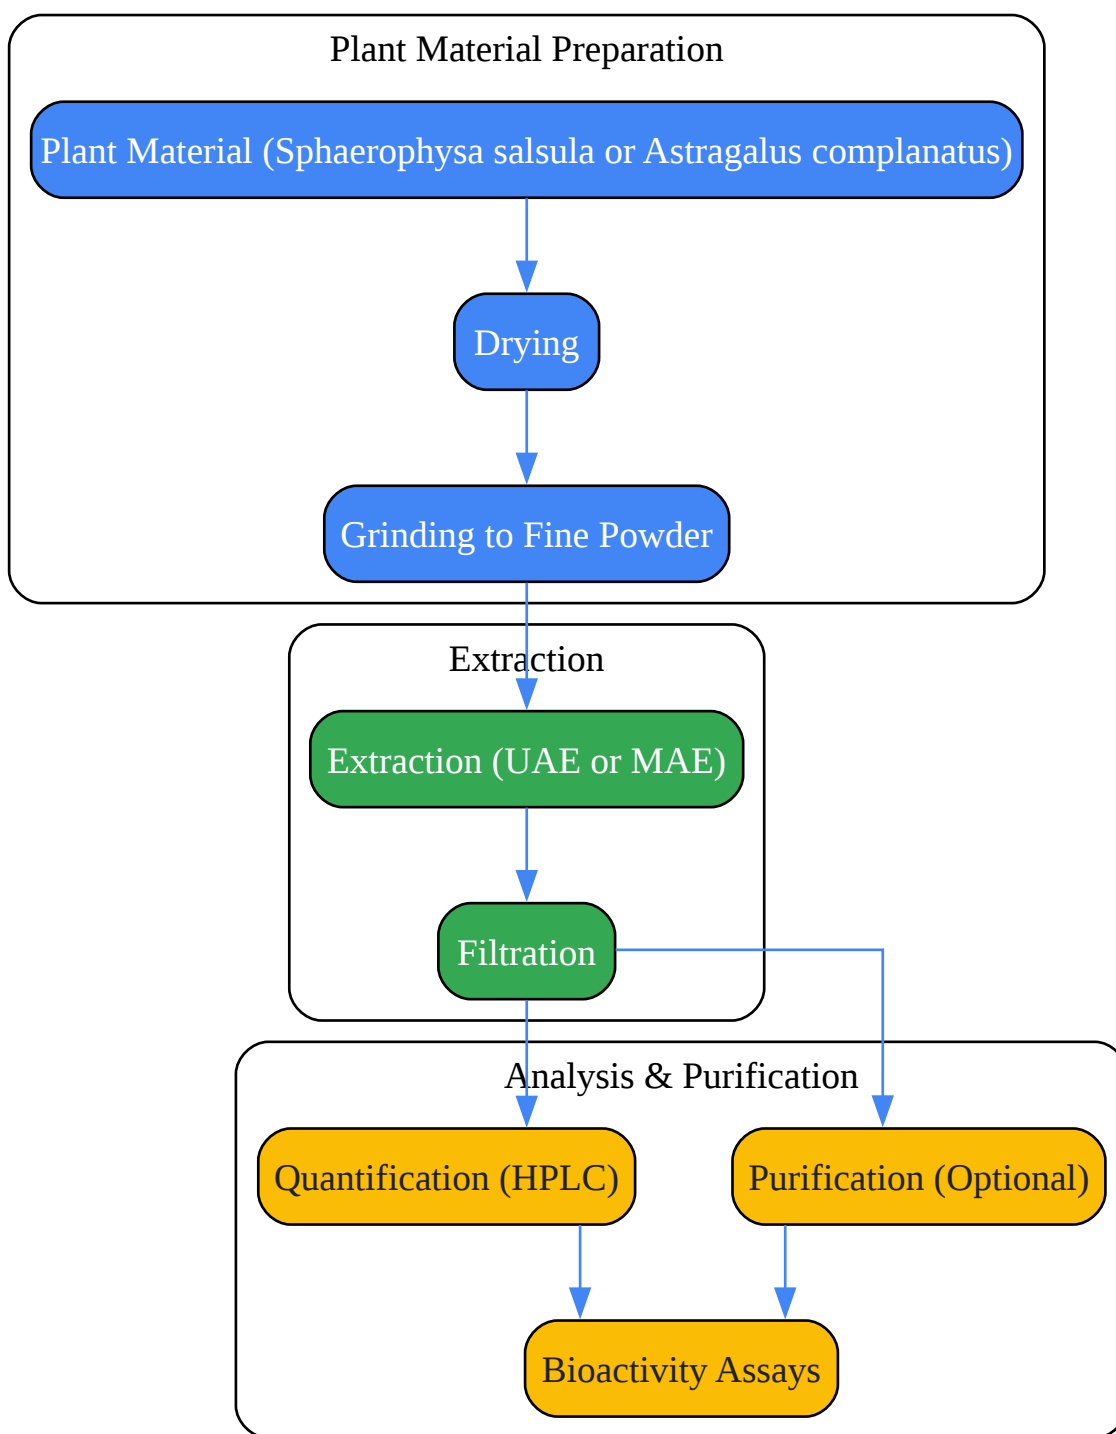 Plant Material Preparation
Plant Material (Sphaerophysa salsula or Astragalus complanatus)
Drying
Grinding to Fine Powder
Extraction
Extraction (UAE or MAE)
Filtration
Analysis & Purification
Quantification (HPLC)
Purification (Optional)
Bioactivity Assays